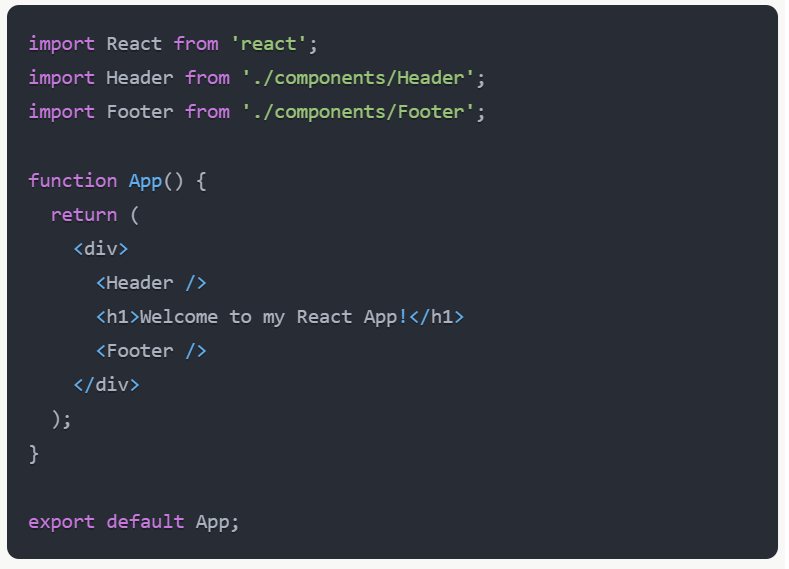 import React from 'react';
import Header from './components/Header';
import Footer from './components/Footer';

function App() {
  return (
    <div>
      <Header />
      <h1>Welcome to my React App!</h1>
      <Footer />
    </div>
  );
}

export default App;